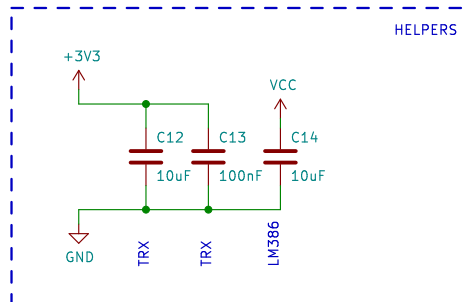 HELPERS
+3V3
VCC
C12
C13
C14
10uF
100nF
10uF
GND
TRX
TRX
LM386